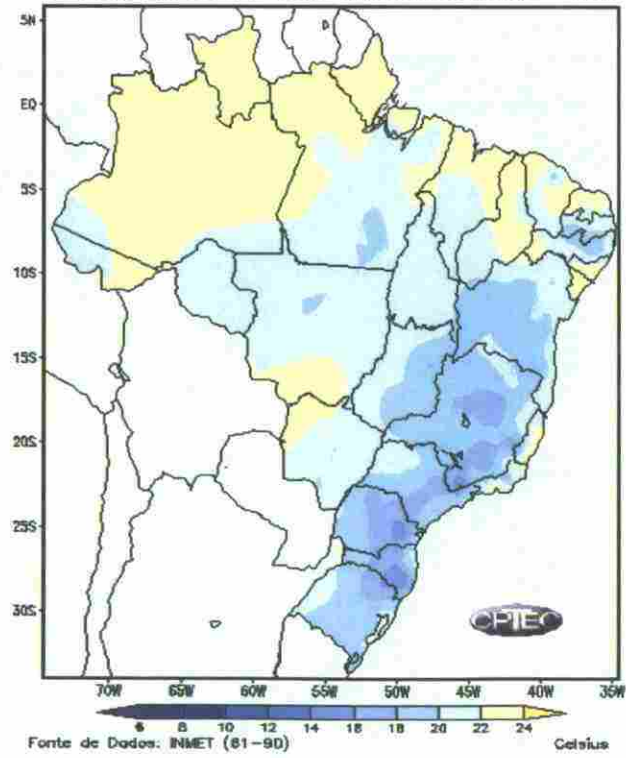 5N
EQ
5S
10S
15S
20S
25S
30S
CPTEC
70W 65W 60W 55W 50W 45W 40W 35W
6 8 10 12 14 16 18 20 22 24
Fonte de Dados: INMET (61-90) Celsius